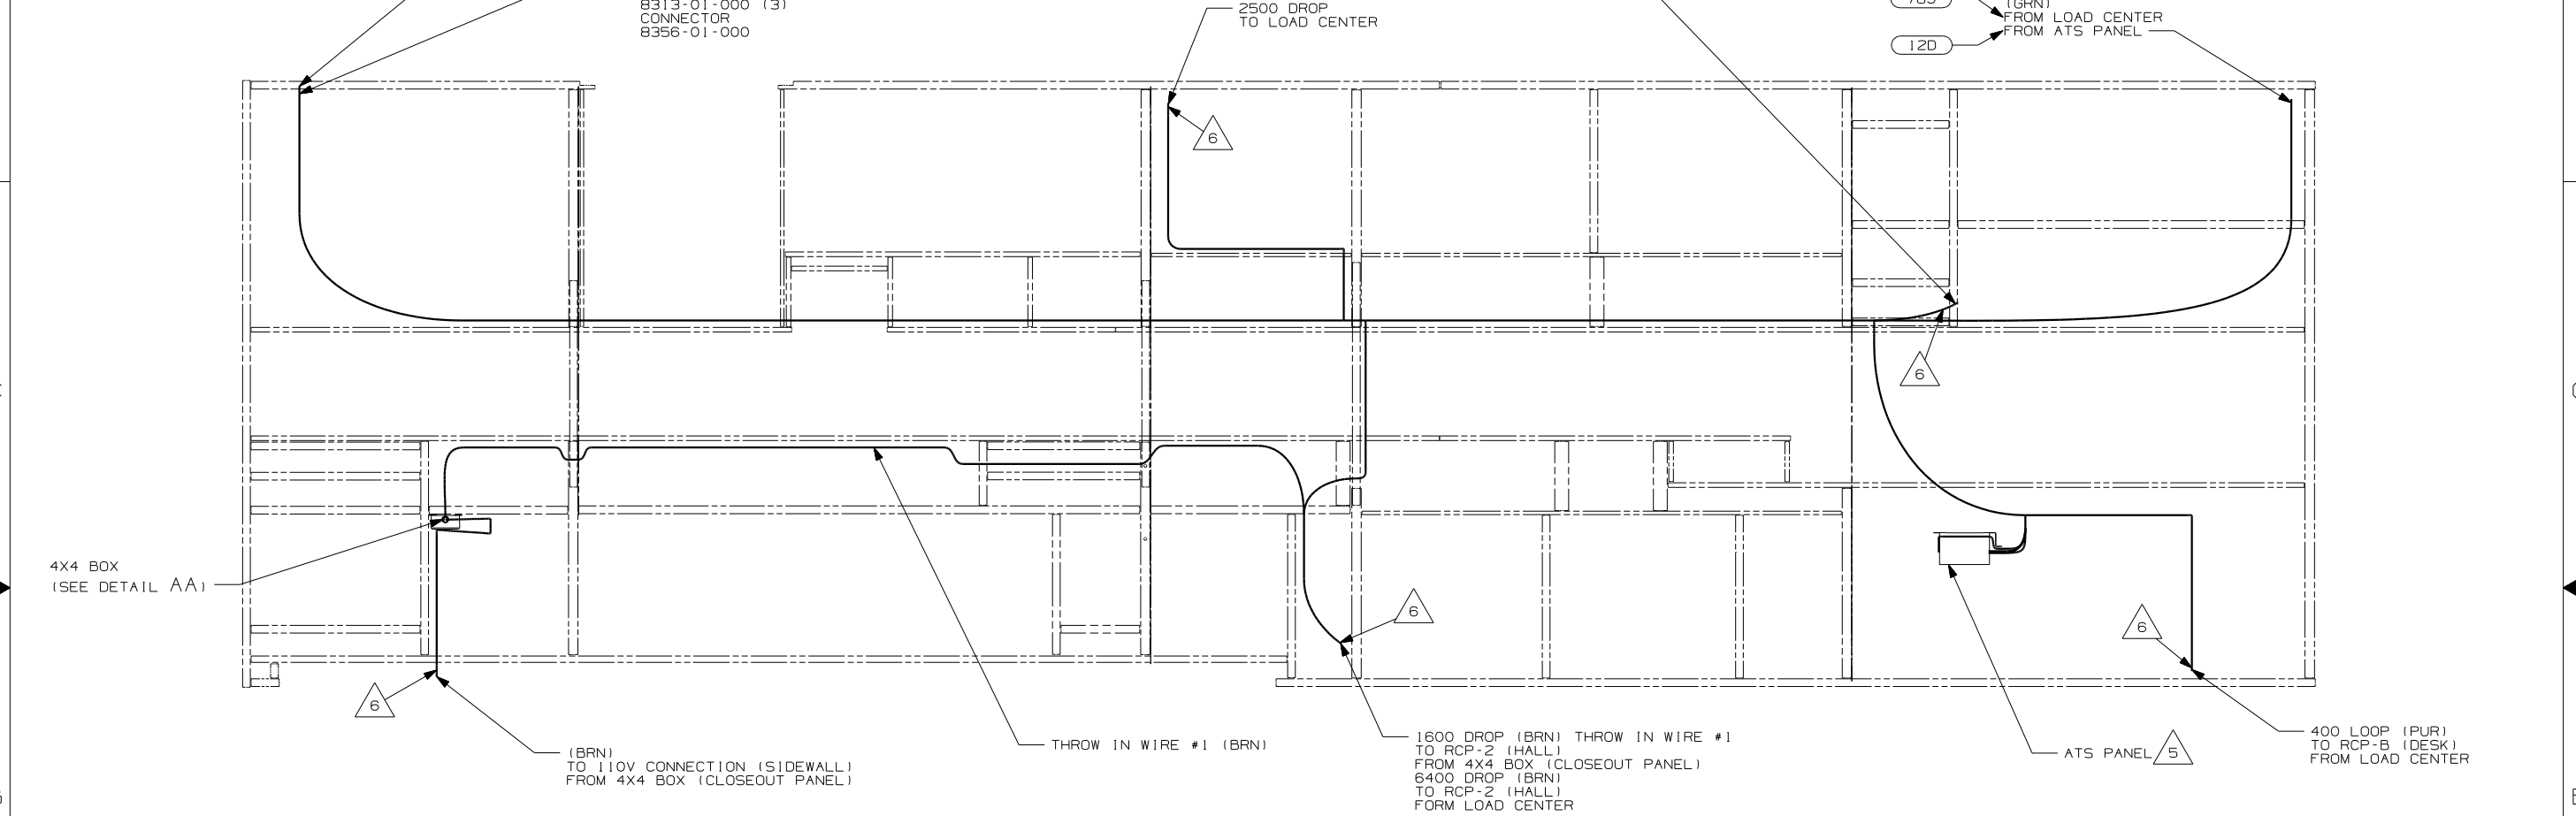 8313-01-000 (3)
CONNECTOR
8356-01-000
2500 DROP
TO LOAD CENTER
(GRN)
FROM LOAD CENTER
FROM ATS PANEL
12D
6
6
4X4 BOX
(SEE DETAIL AA)
6
6
6
(BRN)
TO 110V CONNECTION (SIDEWALL)
FROM 4X4 BOX (CLOSEOUT PANEL)
THROW IN WIRE #1 (BRN)
1600 DROP (BRN) THROW IN WIRE #1
TO RCP-2 (HALL)
FROM 4X4 BOX (CLOSEOUT PANEL)
6400 DROP (BRN)
TO RCP-2 (HALL)
FORM LOAD CENTER
ATS PANEL 5
400 LOOP (PUR)
TO RCP-B (DESK)
FROM LOAD CENTER